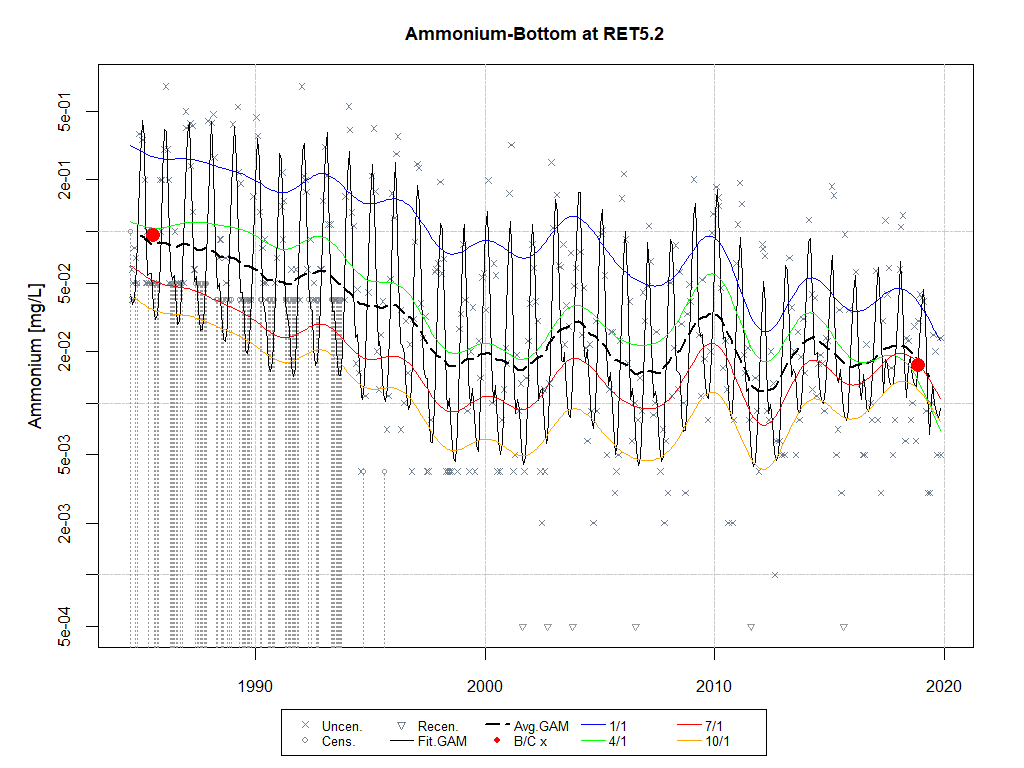 Ammonium-Bottom at RET5.2
Ammonium [mg/L]
5e-01
2e-01
5e-02
2e-02
5e-03
2e-03
5e-04
1990
2000
2010
2020
Uncen.
Recen.
Avg.GAM
1/1
7/1
Cens.
Fit.GAM
B/C x
4/1
10/1